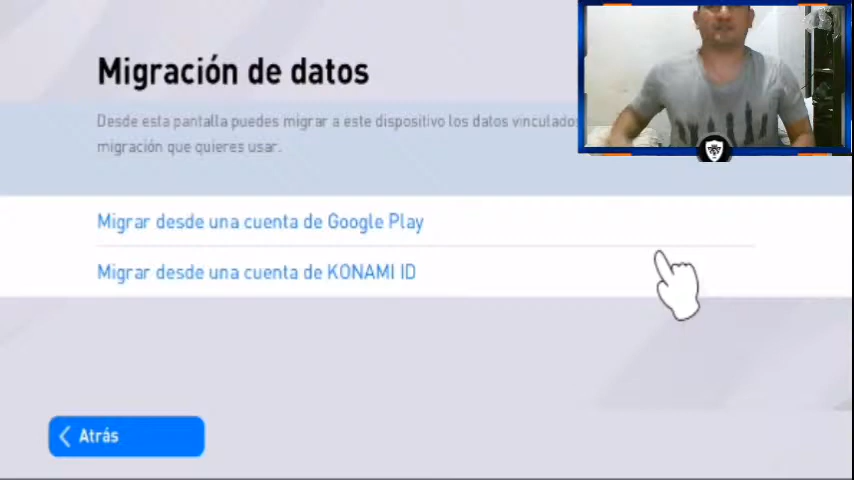 Migración de datos
Desde esta pantalla puedes migrar a este dispositivo los datos vinculados
migración que quieres usar.
Migrar desde una cuenta de Google Play
Migrar desde una cuenta de KONAMI ID
Atrás